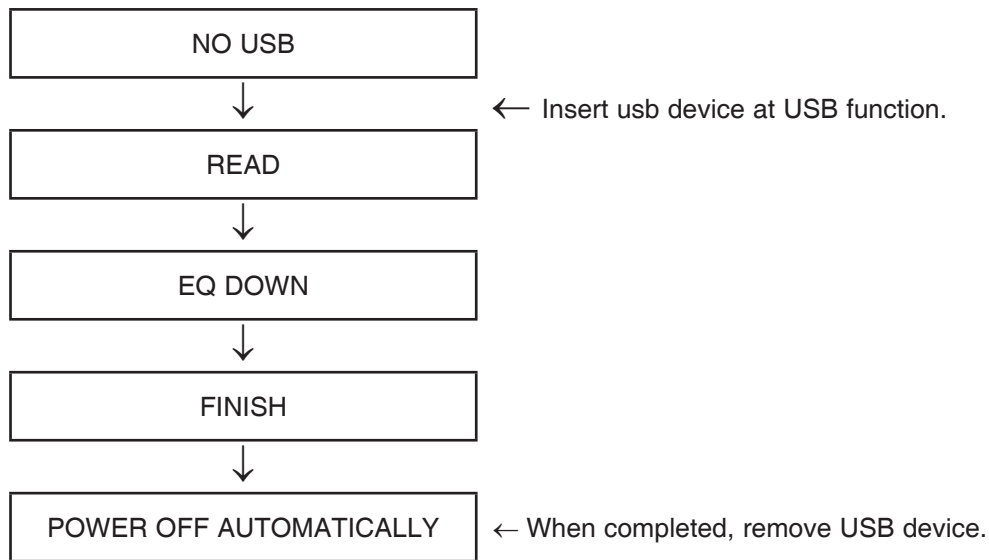 NO USB
← Insert usb device at USB function.
READ
EQ DOWN
FINISH
POWER OFF AUTOMATICALLY
← When completed, remove USB device.